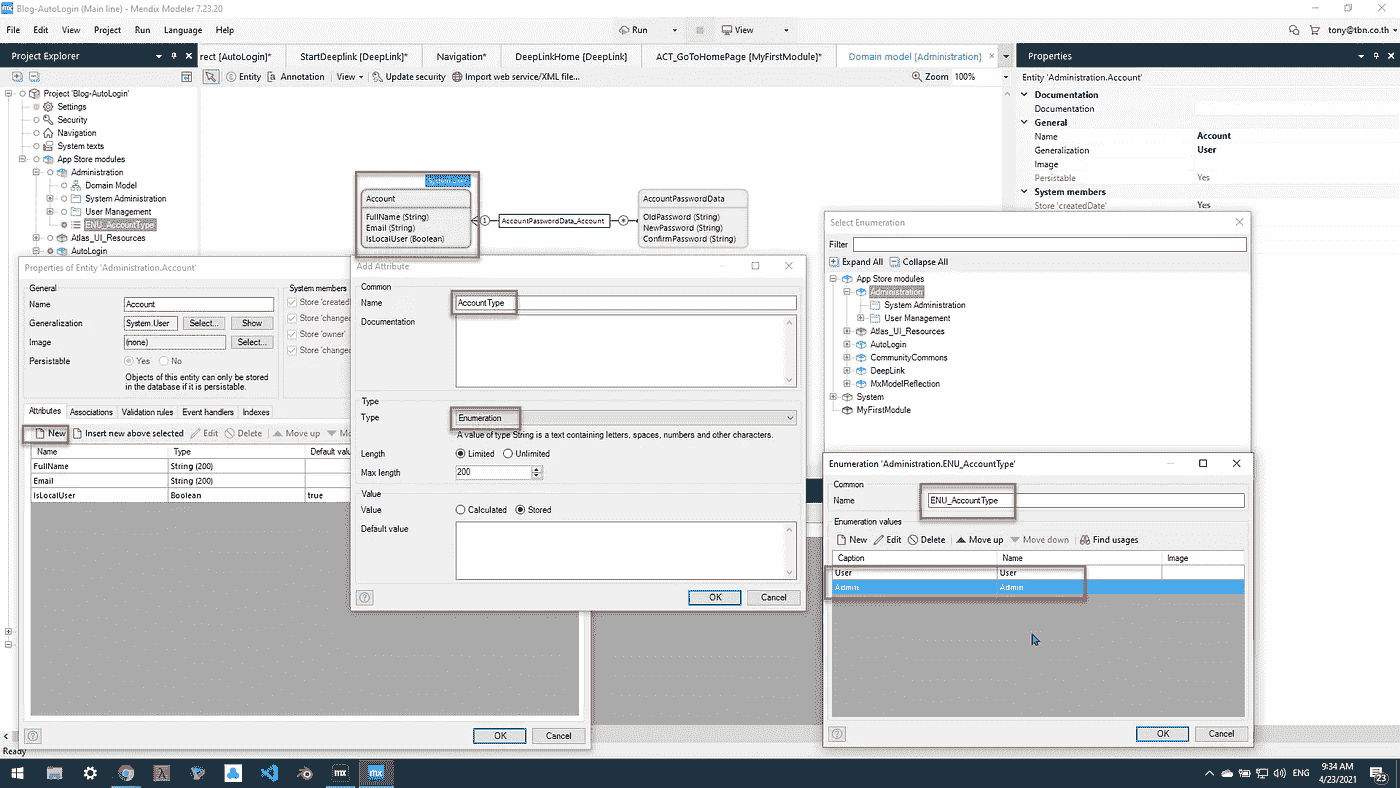 Blog-AutoLogin (Main line) - Mendix Modeler 7.23.20
File Edit View Project Run Language Help
Run View
tony@tbn.co.th
Project Explorer
rect [AutoLogin]* StartDeeplink [DeepLink]* Navigation* DeepLinkHome [DeepLink] ACT_GoToHomePage [MyFirstModule]* Domain model [Administration]
Properties
Entity Annotation View Update security Import web service/XML file... Zoom 100%
Entity 'Administration.Account'
Project 'Blog-AutoLogin'
Settings
Security
Navigation
System texts
App Store modules
Administration
Domain Model
System Administration
User Management
ENU_AccountType
Atlas_UI_Resources
AutoLogin
Documentation
Documentation
General
Name Account
Generalization User
Image
Persistable Yes
System members
Store 'createdDate' Yes
Account
FullName (String)
Email (String)
IsLocalUser (Boolean)
1 AccountPasswordData_Account *
AccountPasswordData
OldPassword (String)
NewPassword (String)
ConfirmPassword (String)
Properties of Entity 'Administration.Account'
General
Name Account
Generalization System.User Select... Show
Image (none) Select...
Persistable Yes No
Objects of this entity can only be stored
in the database if it is persistable.
System members
Store 'created
Store 'changed
Store 'owner'
Store 'changed
Attributes Associations Validation rules Event handlers Indexes
New Insert new above selected Edit Delete Move up
Name Type Default valu
FullName String (200)
Email String (200)
IsLocalUser Boolean true
OK Cancel
Add Attribute
Common
Name AccountType
Documentation
Type
Type Enumeration
A value of type String is a text containing letters, spaces, numbers and other characters.
Length Limited Unlimited
Max length 200
Value
Value Calculated Stored
Default value
OK Cancel
Select Enumeration
Filter
Expand All Collapse All
App Store modules
Administration
System Administration
User Management
Atlas_UI_Resources
AutoLogin
CommunityCommons
DeepLink
MxModelReflection
System
MyFirstModule
Enumeration 'Administration.ENU_AccountType'
Common
Name ENU_AccountType
Enumeration values
New Edit Delete Move up Move down Find usages
Caption Name Image
User User
Admin Admin
OK Cancel
Ready
ENG
9:34 AM
4/23/2021
23